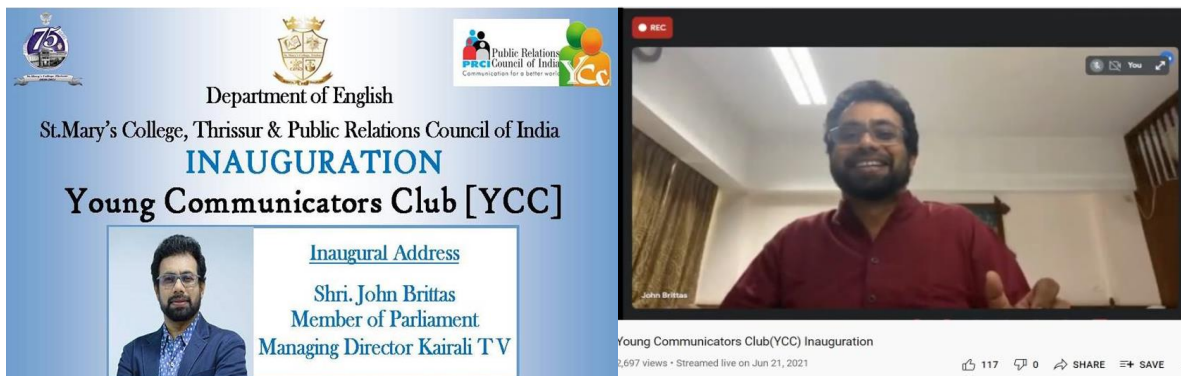 75
Public Relations
PRCI Council of India
Communication for a better world
YCC
Department of English
St.Mary's College, Thrissur & Public Relations Council of India
INAUGURATION
Young Communicators Club [YCC]
Inaugural Address
Shri. John Brittas
Member of Parliament
Managing Director Kairali T V
REC
You
John Brittas
Young Communicators Club(YCC) Inauguration
2,697 views • Streamed live on Jun 21, 2021
117 0 SHARE SAVE